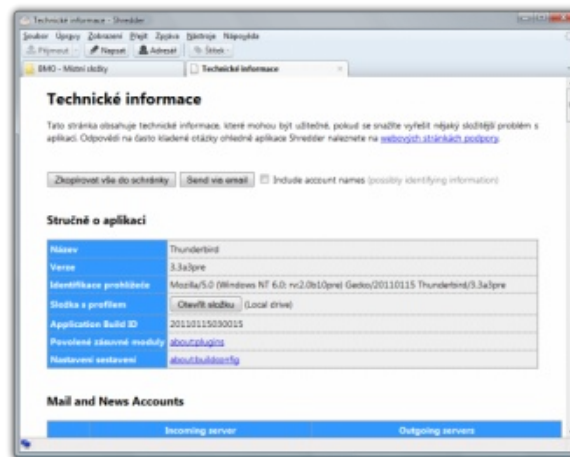 Technické informace - Shredder
Soubor Úpravy Zobrazení Přejít Zpráva Nástroje Nápověda
Přijmout Napsat Adresář Štítek
BMO - Místní složky Technické informace
Technické informace
Tato stránka obsahuje technické informace, které mohou být užitečné, pokud se snažíte vyřešit nějaký složitější problém s
aplikací. Odpovědi na často kladené otázky ohledně aplikace Shredder naleznete na webových stránkách podpory.
Zkopírovat vše do schránky Send via email Include account names (possibly identifying information)
Stručně o aplikaci
Název Thunderbird
Verze 3.3a3pre
Identifikace prohlížeče Mozilla/5.0 (Windows NT 6.0; rv:2.0b10pre) Gecko/20110115 Thunderbird/3.3a3pre
Složka s profilem Otevřít složku (Local drive)
Application Build ID 20110115030015
Povolené zásuvné moduly about:plugins
Nastavení sestavení about:buildconfig
Mail and News Accounts
Incoming server Outgoing servers